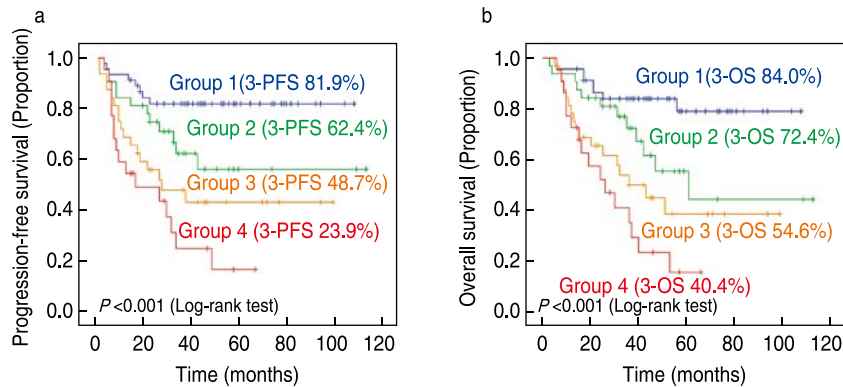 a
Progression-free survival (Proportion)
1.0
0.8
0.6
0.4
0.2
0.0
Group 1(3-PFS 81.9%)
Group 2 (3-PFS 62.4%)
Group 3 (3-PFS 48.7%)
Group 4 (3-PFS 23.9%)
P<0.001 (Log-rank test)
0 20 40 60 80 100 120
Time (months)
b
Overall survival (Proportion)
1.0
0.8
0.6
0.4
0.2
0.0
Group 1(3-OS 84.0%)
Group 2 (3-OS 72.4%)
Group 3 (3-OS 54.6%)
Group 4 (3-OS 40.4%)
P<0.001 (Log-rank test)
0 20 40 60 80 100 120
Time (months)